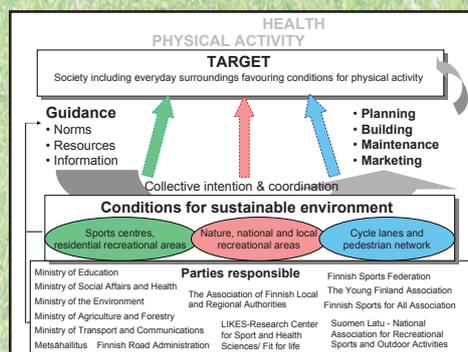 HEALTH
PHYSICAL ACTIVITY
TARGET
Society including everyday surroundings favouring conditions for physical activity
Guidance
• Norms
• Resources
• Information
• Planning
• Building
• Maintenance
• Marketing
Collective intention & coordination
Conditions for sustainable environment
Sports centres,
residential recreational areas
Nature, national and local
recreational areas
Cycle lanes and
pedestrian network
Parties responsible
Ministry of Education
Ministry of Social Affairs and Health
Ministry of the Environment
Ministry of Agriculture and Forestry
Ministry of Transport and Communications
Metsähallitus Finnish Road Administration
The Association of Finnish Local
and Regional Authorities
LIKES-Research Center
for Sport and Health
Sciences/ Fit for life
Finnish Sports Federation
The Young Finland Association
Finnish Sports for All Association
Suomen Latu - National
Association for Recreational
Sports and Outdoor Activities